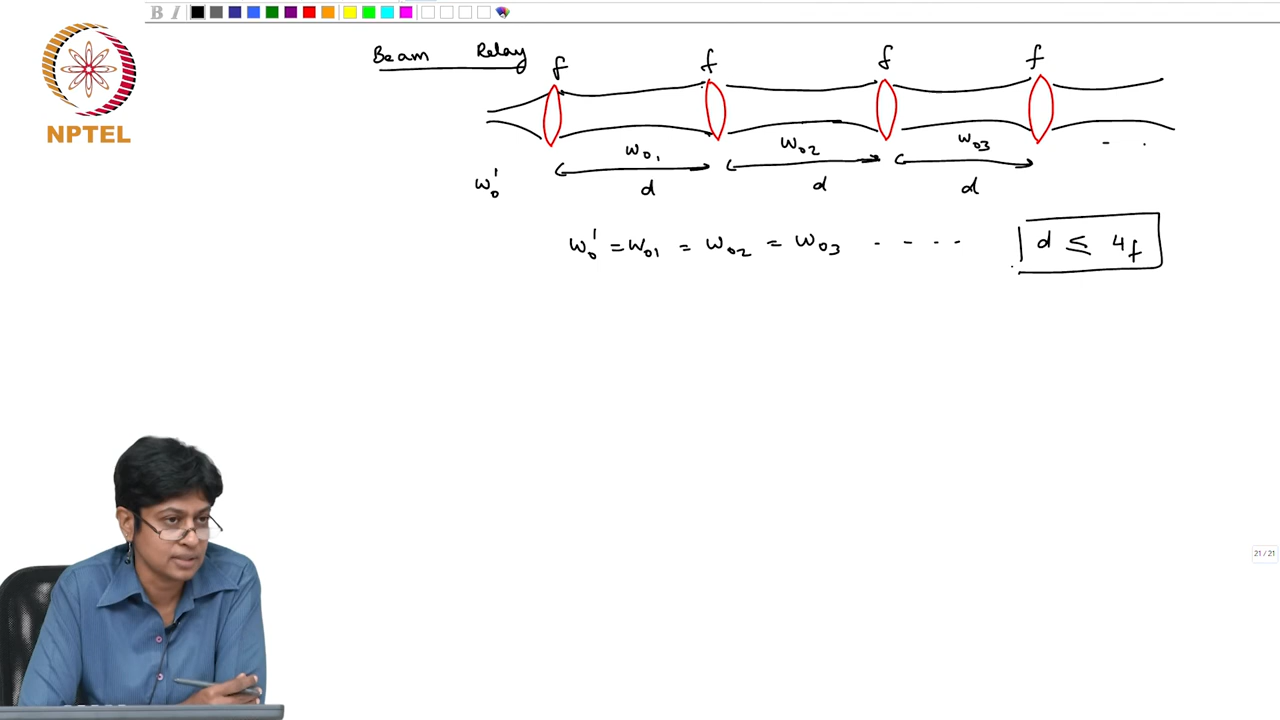 B I
NPTEL
Beam Relay
f f f f
w01 w02 w03 - .
w0' d d d
w0' = w01 = w02 = w03 - - - - d ≤ 4f
21 / 21